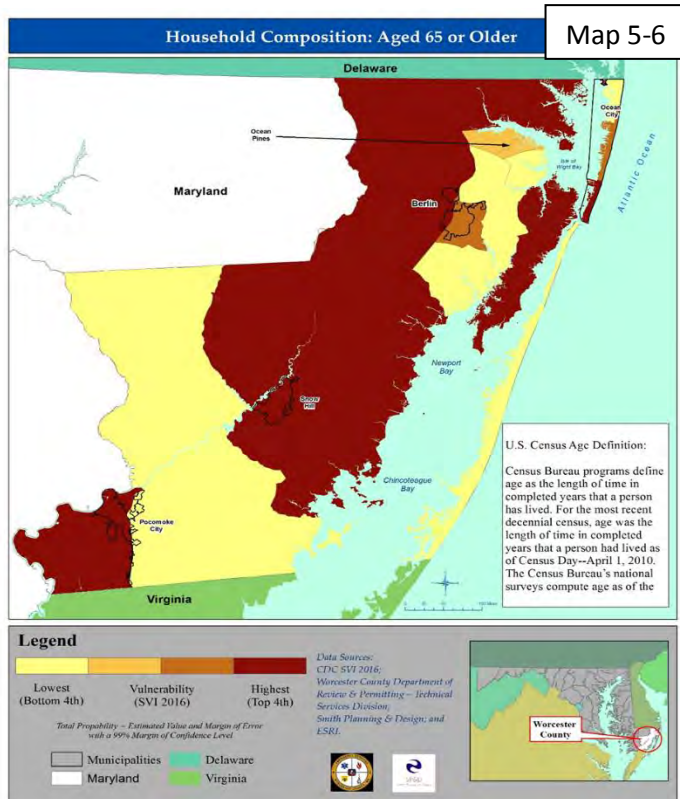 Household Composition: Aged 65 or Older
Map 5-6
Delaware
Ocean
City
Ocean
Pines
Isle of
Wight Bay
Maryland
Atlantic Ocean
Berlin
Newport
Bay
Snow
Hill
U.S. Census Age Definition:
Census Bureau programs define
age as the length of time in
completed years that a person
has lived. For the most recent
decennial census, age was the
length of time in completed
years that a person had lived as
of Census Day--April 1, 2010.
The Census Bureau's national
surveys compute age as of the
Chincoteague
Bay
Pocomoke
City
Virginia
Legend
Lowest
(Bottom 4th)
Vulnerability
(SVI 2016)
Highest
(Top 4th)
Total Propability – Estimated Value and Margin of Error
with a 99% Margin of Confidence Level
Municipalities
Delaware
Maryland
Virginia
Data Sources:
CDC SVI 2016;
Worcester County Department of
Review & Permitting – Technical
Services Division;
Smith Planning & Design; and
ESRI.
Worcester
County